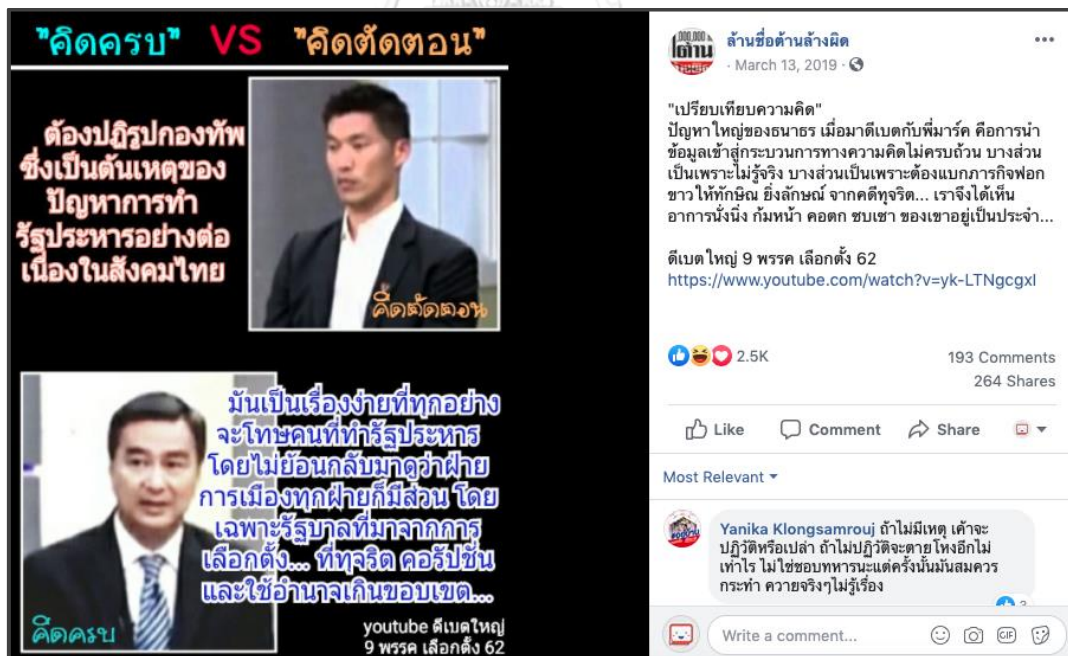 "คิดครบ" VS "คิดตัดตอน"
ต้องปฏิรูปกองทัพ
ซึ่งเป็นต้นเหตุของ
ปัญหาการทำ
รัฐประหารอย่างต่อ
เนื่องในสังคมไทย
คิดตัดตอน
มันเป็นเรื่องง่ายที่ทุกอย่าง
จะโทษคนที่ทำรัฐประหาร
โดยไม่ย้อนกลับมาดูว่าฝ่าย
การเมืองทุกฝ่ายก็มีส่วน โดย
เฉพาะรัฐบาลที่มาจากการ
เลือกตั้ง... ที่ทุจริต คอรัปชั่น
และใช้อำนาจเกินขอบเขต...
คิดครบ
youtube ดีเบตใหญ่
9 พรรค เลือกตั้ง 62
ล้านชื่อต้านล้างผิด
March 13, 2019
"เปรียบเทียบความคิด"
ปัญหาใหญ่ของธนาธร เมื่อมาดีเบตกับพี่มาร์ค คือการนำ
ข้อมูลเข้าสู่กระบวนการทางความคิดไม่ครบถ้วน บางส่วน
เป็นเพราะไม่รู้จริง บางส่วนเป็นเพราะต้องแบกภารกิจฟอก
ขาวให้ทักษิณ ยิ่งลักษณ์ จากคดีทุจริต... เราจึงได้เห็น
อาการนั่งนิ่ง ก้มหน้า คอตก ซบเซา ของเขาอยู่เป็นประจำ...
ดีเบตใหญ่ 9 พรรค เลือกตั้ง 62
https://www.youtube.com/watch?v=yk-LTNgcgxI
2.5K
193 Comments
264 Shares
Like Comment Share
Most Relevant
Yanika Klongsamrouj ถ้าไม่มีเหตุ เค้าจะ
ปฏิวัติหรือเปล่า ถ้าไม่ปฏิวัติจะตายโหงอีกไม่
เท่าไร ไม่ใช่ชอบทหารนะแต่ครั้งนั้นมันสมควร
กระทำ ควายจริงๆไม่รู้เรื่อง
Write a comment...
GIF